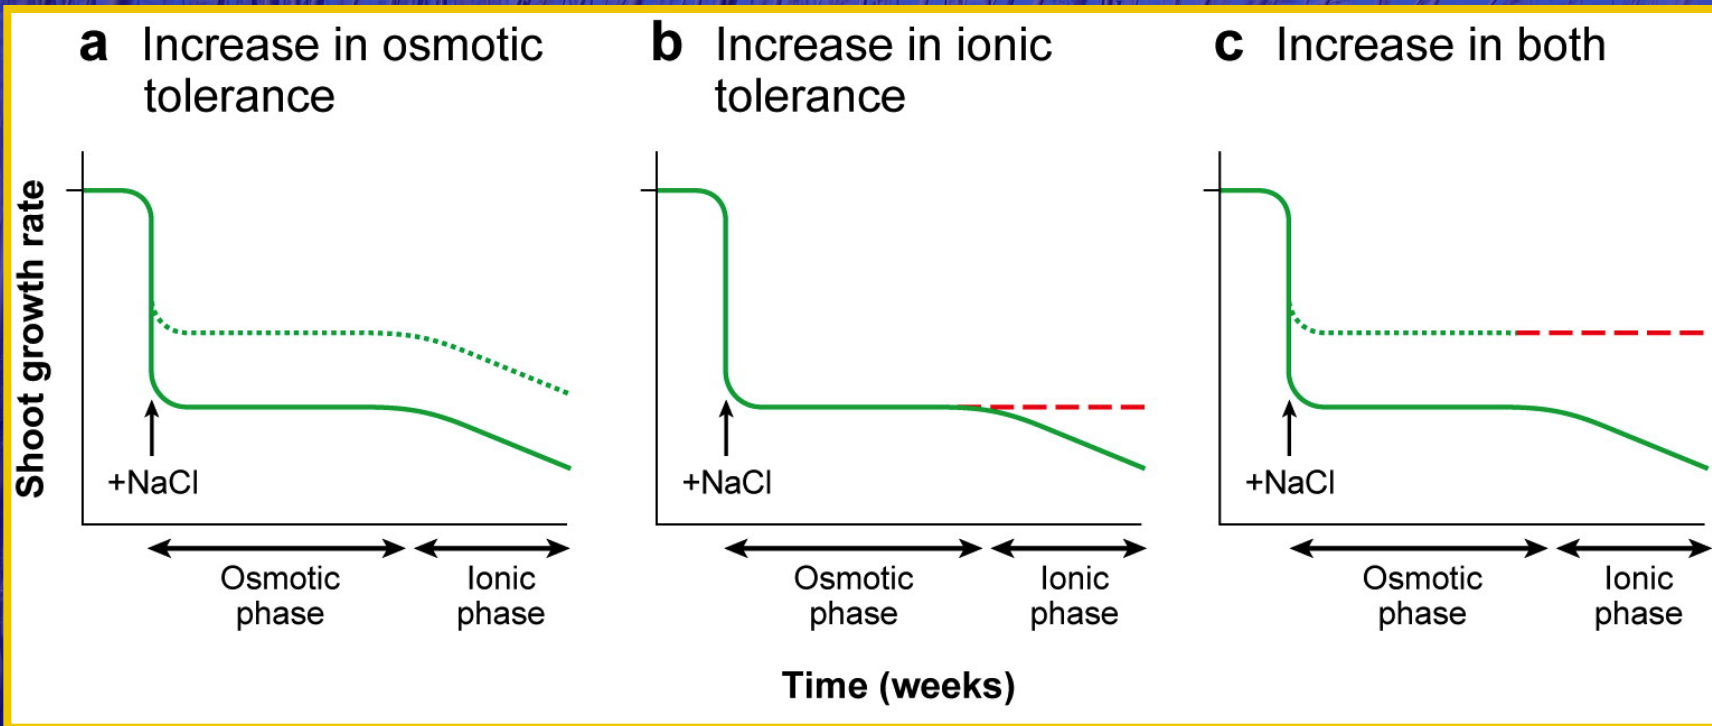 a Increase in osmotic
tolerance
b Increase in ionic
tolerance
c Increase in both
Shoot growth rate
+NaCl
+NaCl
+NaCl
Osmotic
phase
Ionic
phase
Osmotic
phase
Ionic
phase
Osmotic
phase
Ionic
phase
Time (weeks)